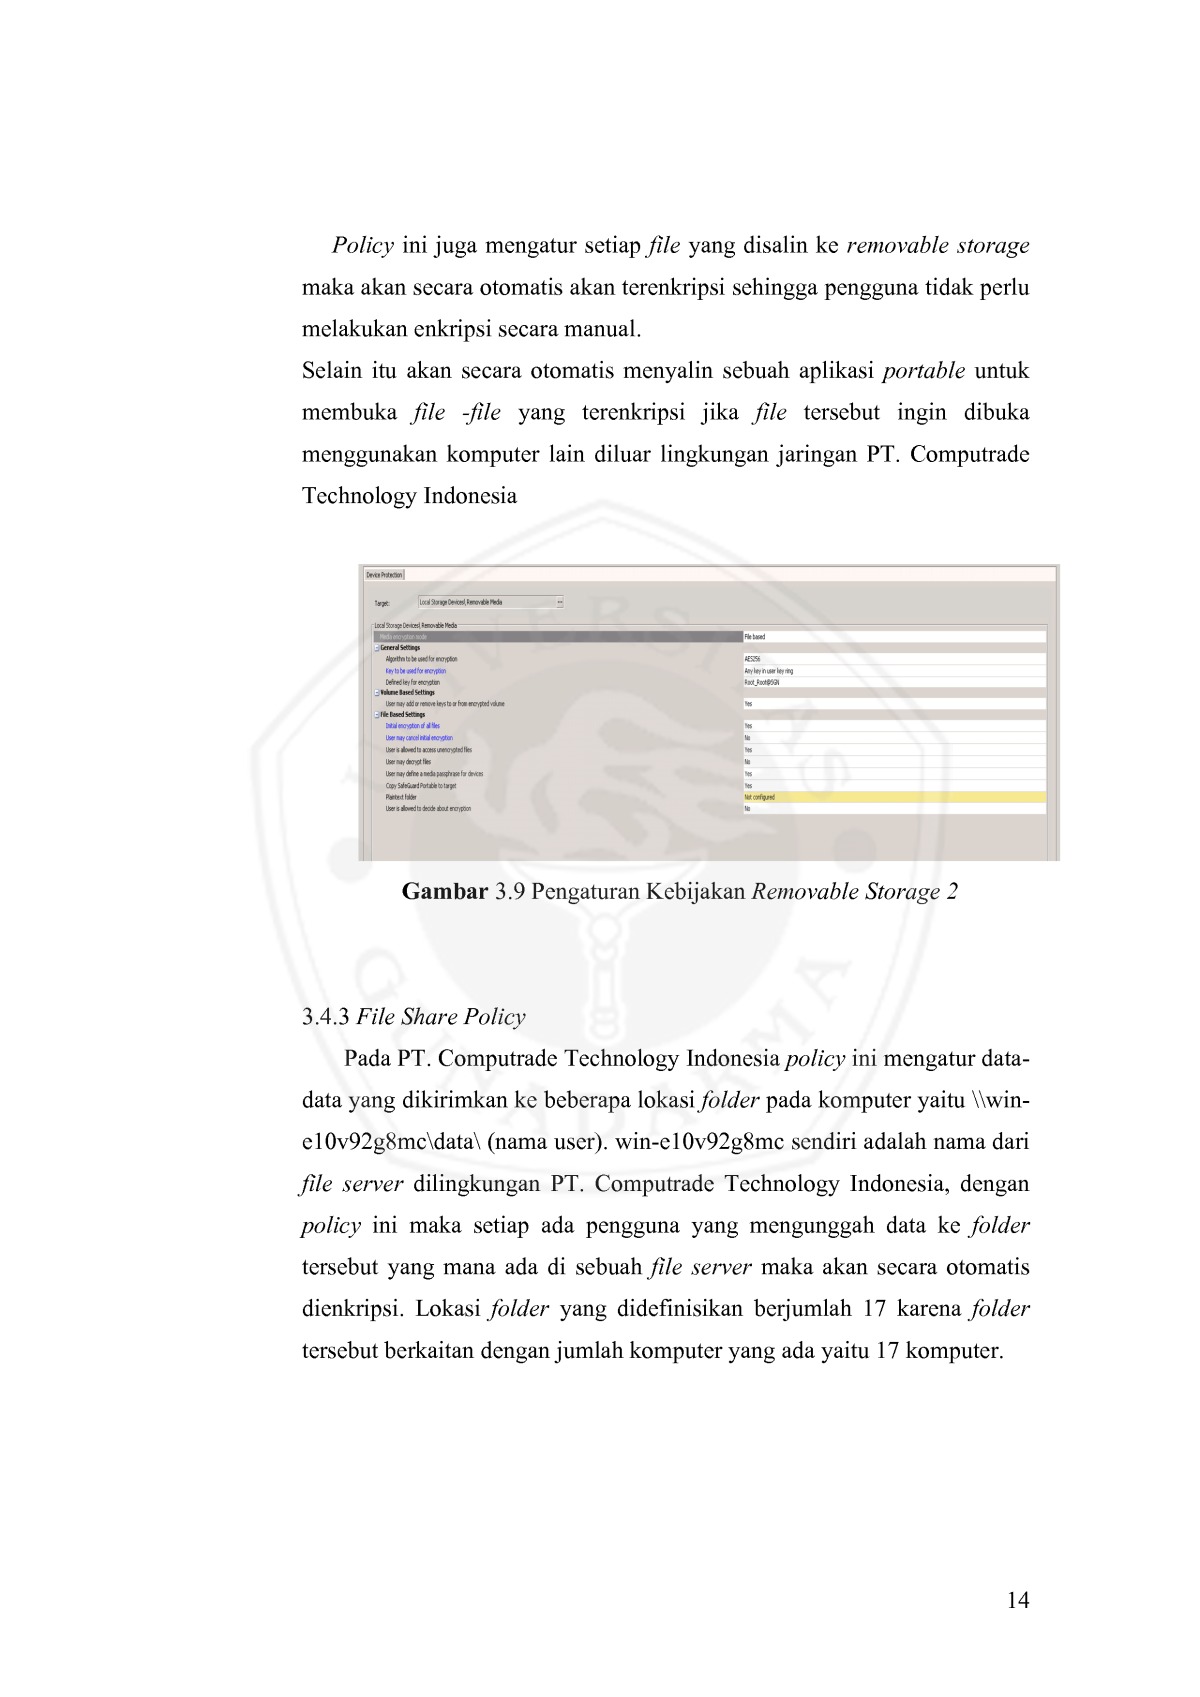 Policy ini juga mengatur setiap file yang disalin ke removable storage
maka akan secara otomatis akan terenkripsi sehingga pengguna tidak perlu
melakukan enkripsi secara manual.
Selain itu akan secara otomatis menyalin sebuah aplikasi portable untuk
membuka file -file yang terenkripsi jika file tersebut ingin dibuka
menggunakan komputer lain diluar lingkungan jaringan PT. Computrade
Technology Indonesia
Device Protection
Target: Local Storage Devices\ Removable Media
Local Storage Devices\ Removable Media
Media encryption mode File based
General Settings
Algorithm to be used for encryption AES256
Key to be used for encryption Any key in user key ring
Defined key for encryption Root_Root@SGN
Volume Based Settings
User may add or remove keys to or from encrypted volume Yes
File Based Settings
Initial encryption of all files Yes
User may cancel initial encryption No
User is allowed to access unencrypted files Yes
User may decrypt files No
User may define a media passphrase for devices Yes
Copy SafeGuard Portable to target Yes
Plaintext folder Not configured
User is allowed to decide about encryption No
Gambar 3.9 Pengaturan Kebijakan Removable Storage 2
3.4.3 File Share Policy
Pada PT. Computrade Technology Indonesia policy ini mengatur data-
data yang dikirimkan ke beberapa lokasi folder pada komputer yaitu \\win-
e10v92g8mc\data\ (nama user). win-e10v92g8mc sendiri adalah nama dari
file server dilingkungan PT. Computrade Technology Indonesia, dengan
policy ini maka setiap ada pengguna yang mengunggah data ke folder
tersebut yang mana ada di sebuah file server maka akan secara otomatis
dienkripsi. Lokasi folder yang didefinisikan berjumlah 17 karena folder
tersebut berkaitan dengan jumlah komputer yang ada yaitu 17 komputer.
14
UNIVERSITAS
GUNADARMA